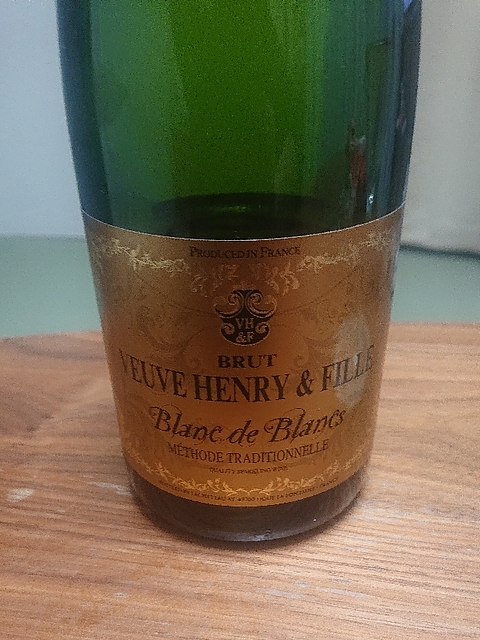 PRODUCED IN FRANCE
VH
&F
BRUT
VEUVE HENRY & FILLE
Blanc de Blancs
MÉTHODE TRADITIONNELLE
QUALITY SPARKLING WINE